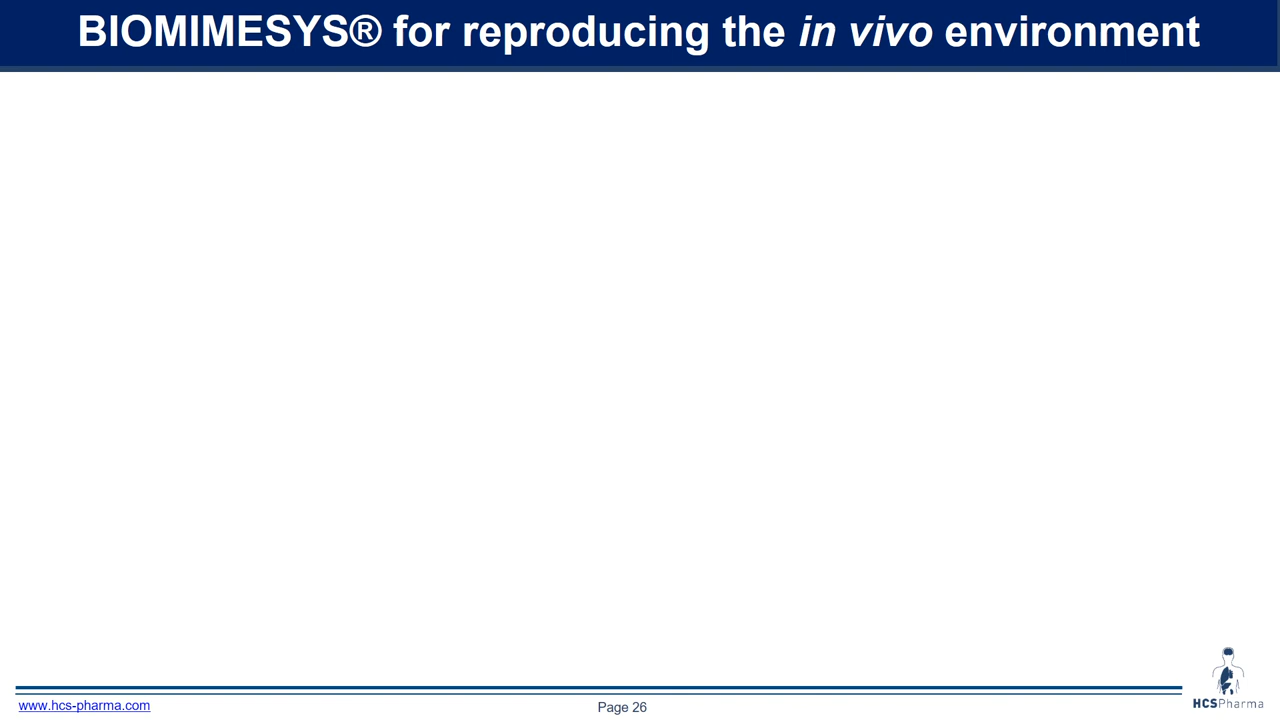 BIOMIMESYS® for reproducing the in vivo environment
www.hcs-pharma.com
Page 26
HCSPharma